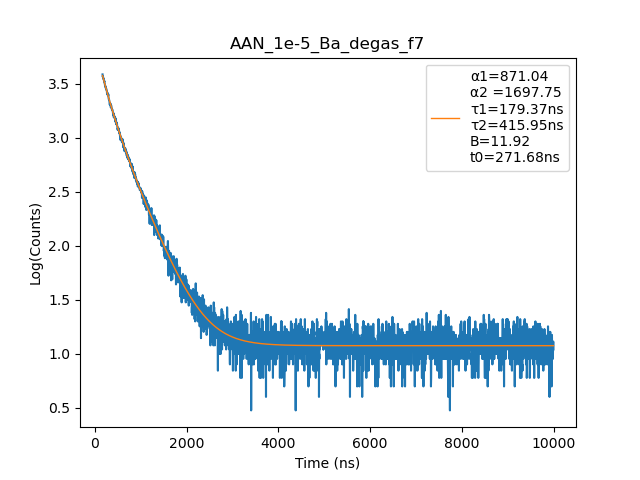 AAN_1e-5_Ba_degas_f7
α1=871.04
α2 =1697.75
τ1=179.37ns
τ2=415.95ns
B=11.92
t0=271.68ns
Log(Counts)
3.5
3.0
2.5
2.0
1.5
1.0
0.5
0
2000
4000
6000
8000
10000
Time (ns)